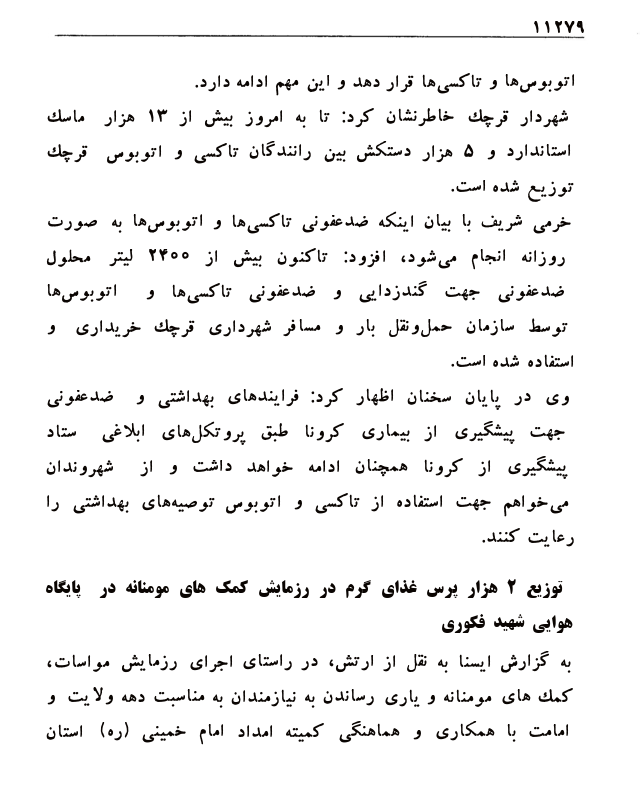 ۱۱۲۷۹
اتوبوس‌ها و تاکسی‌ها قرار دهد و این مهم ادامه دارد.
شهردار قرچك خاطرنشان کرد: تا به امروز بیش از ۱۳ هزار ماسك
استاندارد و ۵ هزار دستکش بین رانندگان تاکسی و اتوبوس قرچك
توزیع شده است.
خرمی شریف با بیان اینکه ضدعفونی تاکسی‌ها و اتوبوس‌ها به صورت
روزانه انجام می‌شود، افزود: تاکنون بیش از ۲۴۰۰ لیتر محلول
ضدعفونی جهت گندزدایی و ضدعفونی تاکسی‌ها و اتوبوس‌ها
توسط سازمان حمل‌ونقل بار و مسافر شهرداری قرچك خریداری و
استفاده شده است.
وی در پایان سخنان اظهار کرد: فرایندهای بهداشتی و ضدعفونی
جهت پیشگیری از بیماری کرونا طبق پروتکل‌های ابلاغی ستاد
پیشگیری از کرونا همچنان ادامه خواهد داشت و از شهروندان
می‌خواهم جهت استفاده از تاکسی و اتوبوس توصیه‌های بهداشتی را
رعایت کنند.
توزیع ۲ هزار پرس غذای گرم در رزمایش کمک های مومنانه در پایگاه
هوایی شهید فکوری
به گزارش ایسنا به نقل از ارتش، در راستای اجرای رزمایش مواسات،
کمك های مومنانه و یاری رساندن به نیازمندان به مناسبت دهه ولایت و
امامت با همکاری و هماهنگی کمیته امداد امام خمینی (ره) استان